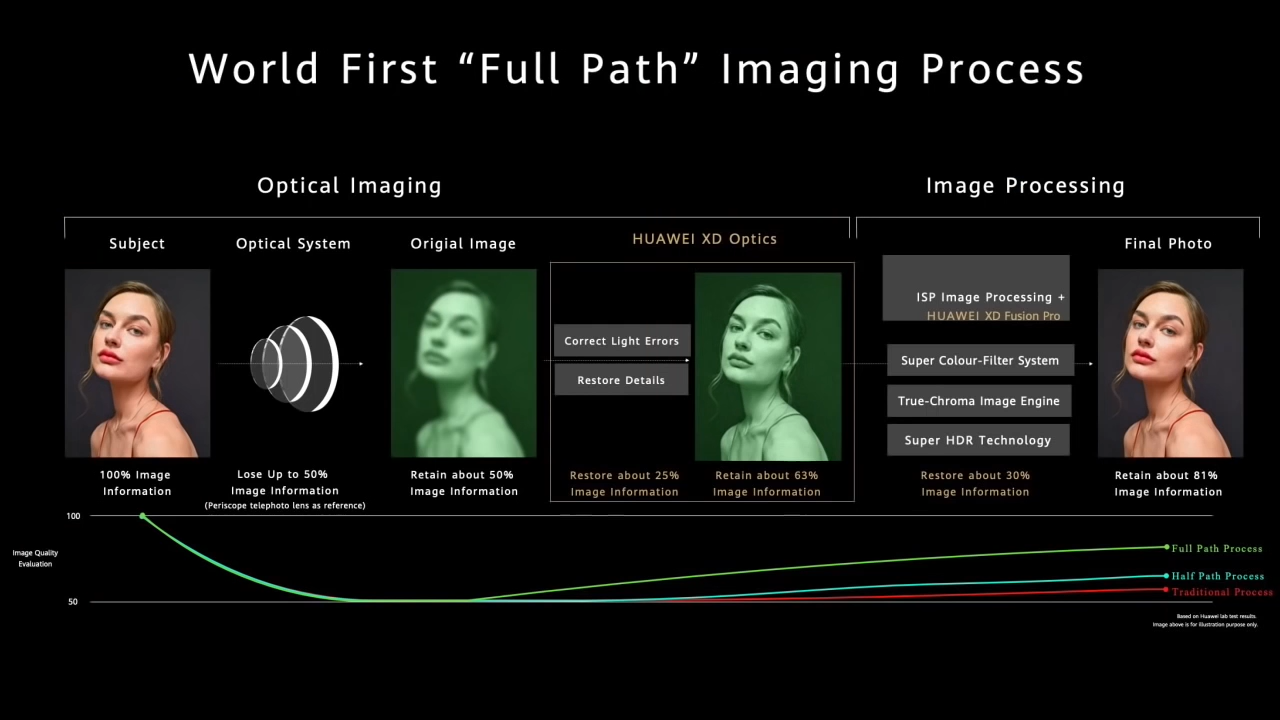 World First “Full Path” Imaging Process
Optical Imaging
Image Processing
Subject
Optical System
Origial Image
HUAWEI XD Optics
Final Photo
Correct Light Errors
Restore Details
ISP Image Processing +
HUAWEI XD Fusion Pro
Super Colour-Filter System
True-Chroma Image Engine
Super HDR Technology
100% Image
Information
Lose Up to 50%
Image Information
(Periscope telephoto lens as reference)
Retain about 50%
Image Information
Restore about 25%
Image Information
Retain about 63%
Image Information
Restore about 30%
Image Information
Retain about 81%
Image Information
100
Image Quality
Evaluation
50
Full Path Process
Half Path Process
Traditional Process
Based on Huawei lab test results.
Image above is for illustration purpose only.